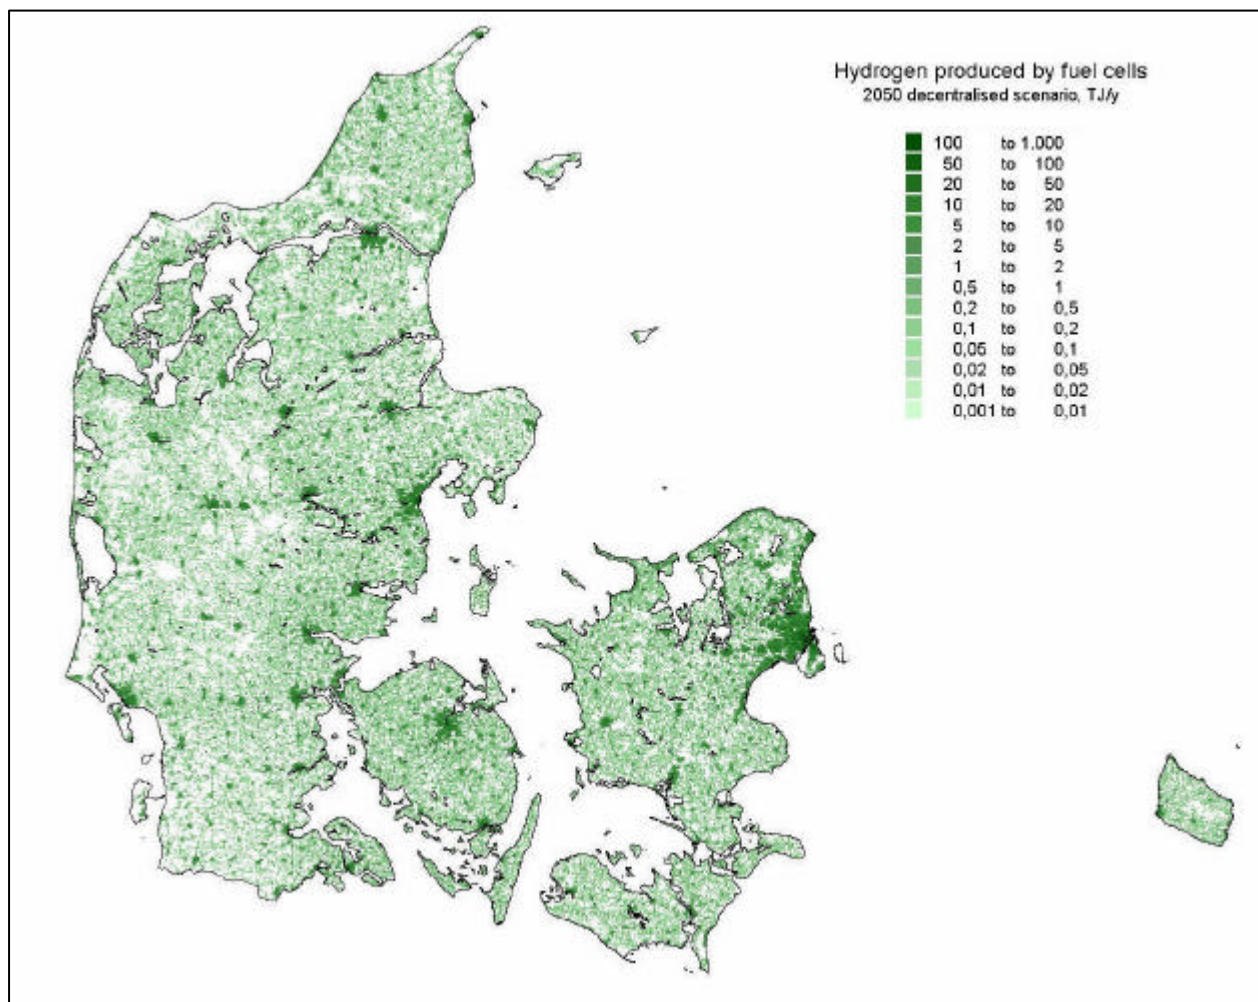 Hydrogen produced by fuel cells
2050 decentralised scenario, TJ/y
100 to 1.000
50 to 100
20 to 50
10 to 20
5 to 10
2 to 5
1 to 2
0,5 to 1
0,2 to 0,5
0,1 to 0,2
0,05 to 0,1
0,02 to 0,05
0,01 to 0,02
0,001 to 0,01